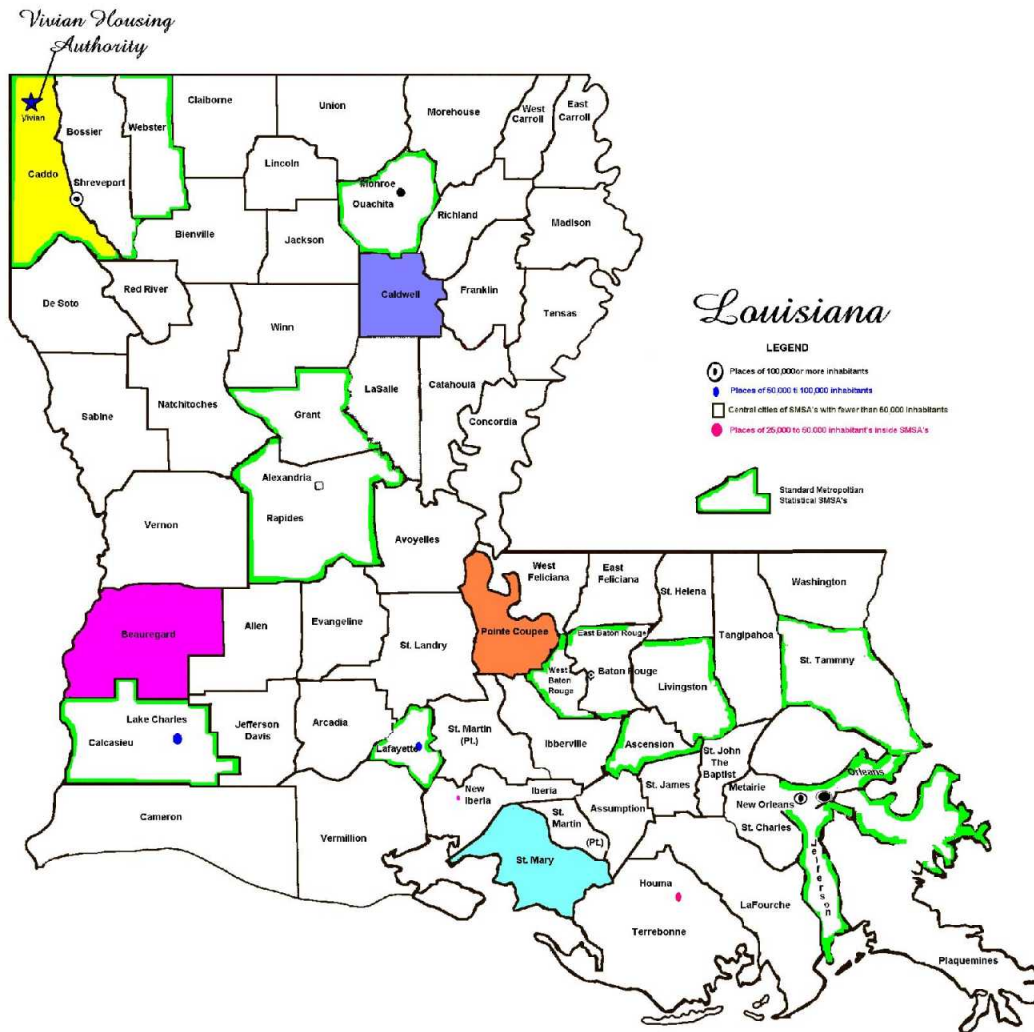 Vivian Housing
Authority
Vivian
Caddo
Bossier
Webster
Shreveport
Claiborne
Union
Morehouse
West
Carroll
East
Carroll
Lincoln
Monroe
Ouachita
Richland
Madison
Bienville
Jackson
De Soto
Red River
Caldwell
Franklin
Tensas
Winn
Louisiana
LEGEND
Places of 100,000or more inhabitants
Places of 50,000 ti 100,000 inhabitants
Central cities of SMSA's with fewer than 50,000 inhabitants
Places of 25,000 to 50,000 inhabitant's inside SMSA's
Standard Metropoltian
Statistical SMSA's
Sabine
Natchitoches
Grant
LaSalle
Catahoula
Concordia
Alexandria
Rapides
Vernon
Avoyelles
West
Feliciana
East
Feliciana
St. Helena
Washington
Beauregard
Allen
Evangeline
St. Landry
Pointe Coupee
East Baton Rouge
Tangipahoa
St. Tammny
West
Baton
Rouge
Baton Rouge
Livingston
Lake Charles
Calcasieu
Jefferson
Davis
Arcadia
Lafayette
St. Martin
(Pt.)
Ibberville
Ascension
St. John
The
Baptist
Orleans
Metairie
New Orleans
St. Charles
St. James
Assumption
New
Iberia
Iberia
St.
Martin
(Pt.)
Cameron
Vermillion
St. Mary
Jefferson
Houma
Terrebonne
LaFourche
Plaquemines